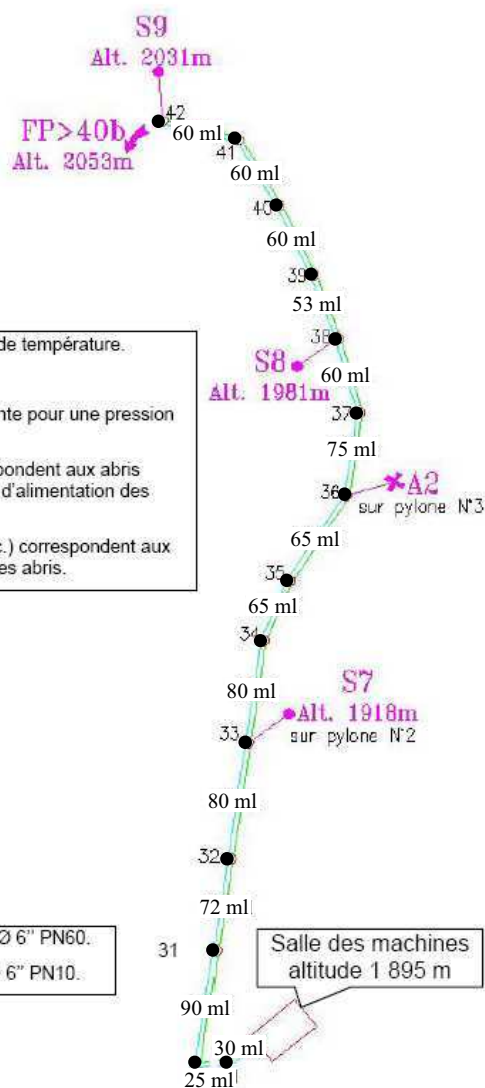 S9
Alt. 2031m
42
FP>40b
Alt. 2053m
60 ml
41
60 ml
40
60 ml
39
53 ml
38
de température.
S8
Alt. 1981m
60 ml
37
nte pour une pression
75 ml
pondent aux abris
d'alimentation des
36
A2
sur pylone N°3
c.) correspondent aux
es abris.
65 ml
35
65 ml
34
80 ml
S7
Alt. 1918m
sur pylone N°2
33
80 ml
32
72 ml
Ø 6" PN60.
6" PN10.
31
Salle des machines
altitude 1 895 m
90 ml
30 ml
25 ml